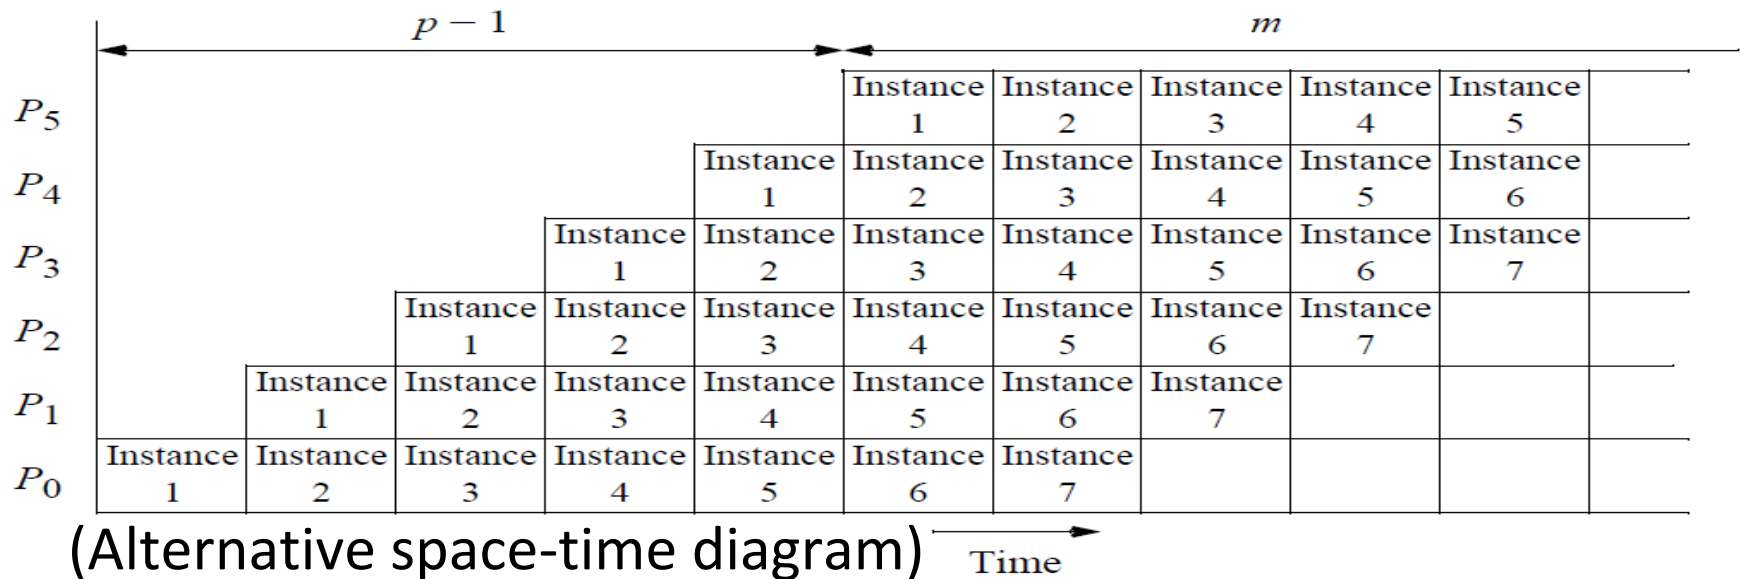 p − 1 m
P5 Instance 1 Instance 2 Instance 3 Instance 4 Instance 5
P4 Instance 1 Instance 2 Instance 3 Instance 4 Instance 5 Instance 6
P3 Instance 1 Instance 2 Instance 3 Instance 4 Instance 5 Instance 6 Instance 7
P2 Instance 1 Instance 2 Instance 3 Instance 4 Instance 5 Instance 6 Instance 7
P1 Instance 1 Instance 2 Instance 3 Instance 4 Instance 5 Instance 6 Instance 7
P0 Instance 1 Instance 2 Instance 3 Instance 4 Instance 5 Instance 6 Instance 7
(Alternative space-time diagram) Time